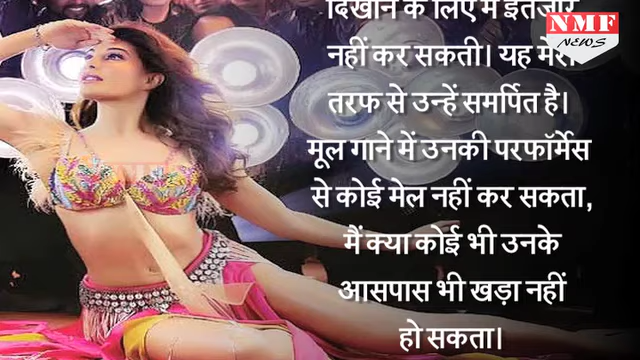 दिखाने के लिए मैं इंतजार
नहीं कर सकती। यह मेरी
तरफ से उन्हें समर्पित है।
मूल गाने में उनकी परफॉर्मेंस
से कोई मेल नहीं कर सकता,
मैं क्या कोई भी उनके
आसपास भी खड़ा नहीं
हो सकता।
NMF
NEWS